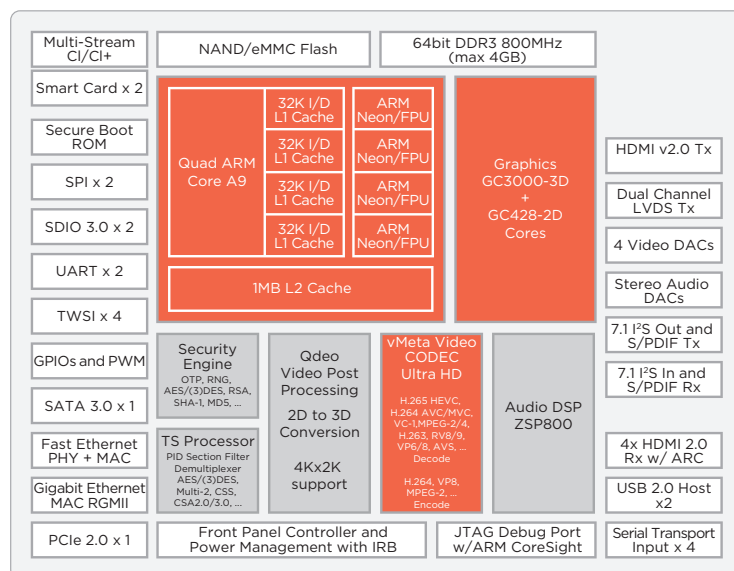 Multi-Stream
CI/CI+
NAND/eMMC Flash
64bit DDR3 800MHz
(max 4GB)
Smart Card x 2
Secure Boot
ROM
SPI x 2
SDIO 3.0 x 2
UART x 2
TWSI x 4
GPIOs and PWM
SATA 3.0 x 1
Fast Ethernet
PHY + MAC
Gigabit Ethernet
MAC RGMII
PCIe 2.0 x 1
Quad ARM
Core A9
32K I/D
L1 Cache
ARM
Neon/FPU
32K I/D
L1 Cache
ARM
Neon/FPU
32K I/D
L1 Cache
ARM
Neon/FPU
32K I/D
L1 Cache
ARM
Neon/FPU
1MB L2 Cache
Graphics
GC3000-3D
+
GC428-2D
Cores
Security
Engine
OTP, RNG,
AES/(3)DES, RSA,
SHA-1, MD5, ...
TS Processor
PID Section Filter
Demultiplexer
AES/(3)DES,
Multi-2, CSS,
CSA2.0/3.0, ...
Qdeo
Video Post
Processing
2D to 3D
Conversion
4Kx2K
support
vMeta Video
CODEC
Ultra HD
H.265 HEVC,
H.264 AVC/MVC,
VC-1,MPEG-2/4,
H.263, RV8/9,
VP6/8, AVS, ...
Decode
H.264, VP8,
MPEG-2, ...
Encode
Audio DSP
ZSP800
Front Panel Controller and
Power Management with IRB
JTAG Debug Port
w/ARM CoreSight
HDMI v2.0 Tx
Dual Channel
LVDS Tx
4 Video DACs
Stereo Audio
DACs
7.1 I²S Out and
S/PDIF Tx
7.1 I²S In and
S/PDIF Rx
4x HDMI 2.0
Rx w/ ARC
USB 2.0 Host
x2
Serial Transport
Input x 4